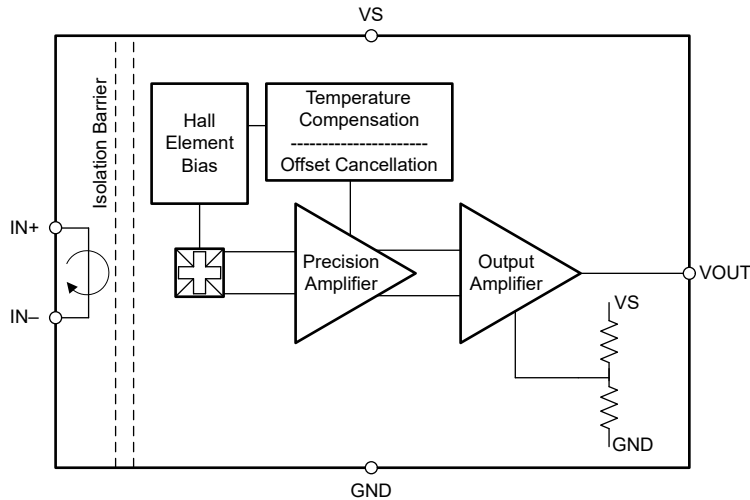 VS
Isolation Barrier
Hall
Element
Bias
Temperature
Compensation
Offset Cancellation
IN+
IN–
Precision
Amplifier
Output
Amplifier
VOUT
VS
GND
GND